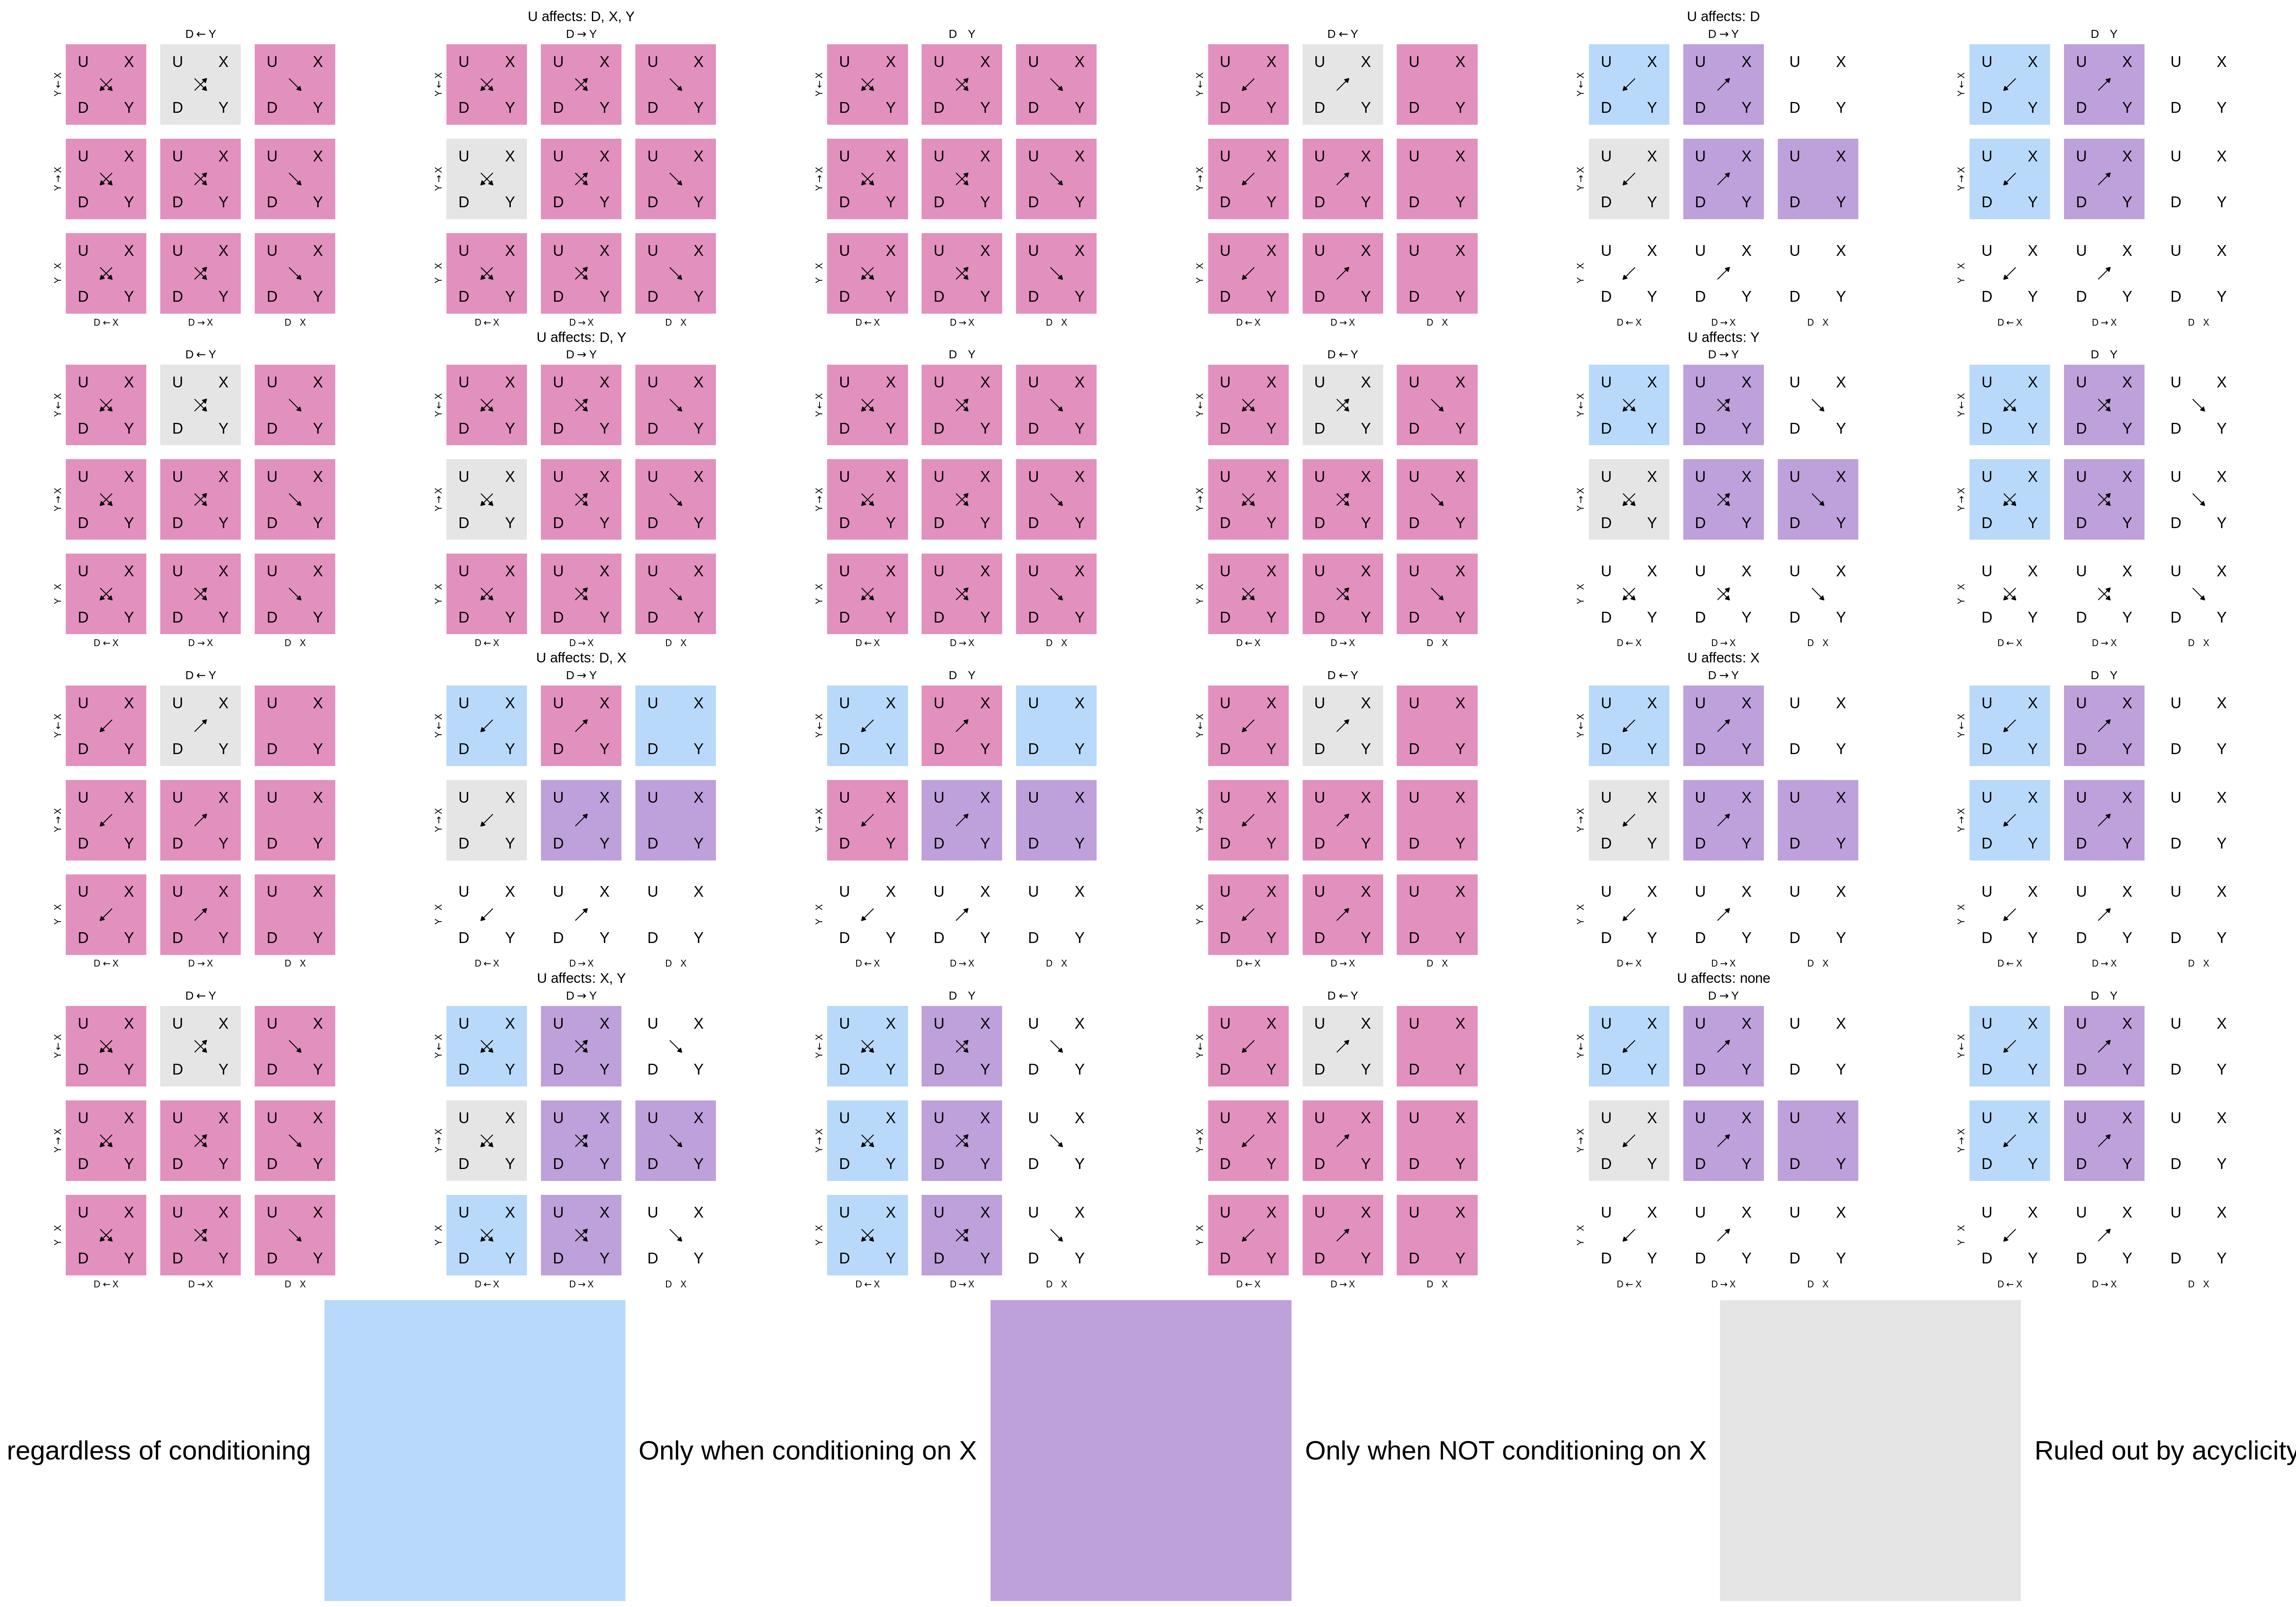 U affects: D, X, Y U affects: D
D ← Y D → Y D Y D ← Y D → Y D Y
U X U X U X U X U X U X U X U X U X U X U X U X U X U X U X U X U X U X
Y ← X Y ← X Y ← X Y ← X Y ← X Y ← X
D Y D Y D Y D Y D Y D Y D Y D Y D Y D Y D Y D Y D Y D Y D Y D Y D Y D Y
U X U X U X U X U X U X U X U X U X U X U X U X U X U X U X U X U X U X
Y → X Y → X Y → X Y → X Y → X Y → X
D Y D Y D Y D Y D Y D Y D Y D Y D Y D Y D Y D Y D Y D Y D Y D Y D Y D Y
U X U X U X U X U X U X U X U X U X U X U X U X U X U X U X U X U X U X
Y X Y X Y X Y X Y X Y X
D Y D Y D Y D Y D Y D Y D Y D Y D Y D Y D Y D Y D Y D Y D Y D Y D Y D Y
D ← X D → X D X D ← X D → X D X D ← X D → X D X D ← X D → X D X D ← X D → X D X D ← X D → X D X
U affects: D, Y U affects: Y
D ← Y D → Y D Y D ← Y D → Y D Y
U X U X U X U X U X U X U X U X U X U X U X U X U X U X U X U X U X U X
Y ← X Y ← X Y ← X Y ← X Y ← X Y ← X
D Y D Y D Y D Y D Y D Y D Y D Y D Y D Y D Y D Y D Y D Y D Y D Y D Y D Y
U X U X U X U X U X U X U X U X U X U X U X U X U X U X U X U X U X U X
Y → X Y → X Y → X Y → X Y → X Y → X
D Y D Y D Y D Y D Y D Y D Y D Y D Y D Y D Y D Y D Y D Y D Y D Y D Y D Y
U X U X U X U X U X U X U X U X U X U X U X U X U X U X U X U X U X U X
Y X Y X Y X Y X Y X Y X
D Y D Y D Y D Y D Y D Y D Y D Y D Y D Y D Y D Y D Y D Y D Y D Y D Y D Y
D ← X D → X D X D ← X D → X D X D ← X D → X D X D ← X D → X D X D ← X D → X D X D ← X D → X D X
U affects: D, X U affects: X
D ← Y D → Y D Y D ← Y D → Y D Y
U X U X U X U X U X U X U X U X U X U X U X U X U X U X U X U X U X U X
Y ← X Y ← X Y ← X Y ← X Y ← X Y ← X
D Y D Y D Y D Y D Y D Y D Y D Y D Y D Y D Y D Y D Y D Y D Y D Y D Y D Y
U X U X U X U X U X U X U X U X U X U X U X U X U X U X U X U X U X U X
Y → X Y → X Y → X Y → X Y → X Y → X
D Y D Y D Y D Y D Y D Y D Y D Y D Y D Y D Y D Y D Y D Y D Y D Y D Y D Y
U X U X U X U X U X U X U X U X U X U X U X U X U X U X U X U X U X U X
Y X Y X Y X Y X Y X Y X
D Y D Y D Y D Y D Y D Y D Y D Y D Y D Y D Y D Y D Y D Y D Y D Y D Y D Y
D ← X D → X D X D ← X D → X D X D ← X D → X D X D ← X D → X D X D ← X D → X D X D ← X D → X D X
U affects: X, Y U affects: none
D ← Y D → Y D Y D ← Y D → Y D Y
U X U X U X U X U X U X U X U X U X U X U X U X U X U X U X U X U X U X
Y ← X Y ← X Y ← X Y ← X Y ← X Y ← X
D Y D Y D Y D Y D Y D Y D Y D Y D Y D Y D Y D Y D Y D Y D Y D Y D Y D Y
U X U X U X U X U X U X U X U X U X U X U X U X U X U X U X U X U X U X
Y → X Y → X Y → X Y → X Y → X Y → X
D Y D Y D Y D Y D Y D Y D Y D Y D Y D Y D Y D Y D Y D Y D Y D Y D Y D Y
U X U X U X U X U X U X U X U X U X U X U X U X U X U X U X U X U X U X
Y X Y X Y X Y X Y X Y X
D Y D Y D Y D Y D Y D Y D Y D Y D Y D Y D Y D Y D Y D Y D Y D Y D Y D Y
D ← X D → X D X D ← X D → X D X D ← X D → X D X D ← X D → X D X D ← X D → X D X D ← X D → X D X
regardless of conditioning Only when conditioning on X Only when NOT conditioning on X Ruled out by acyclicity